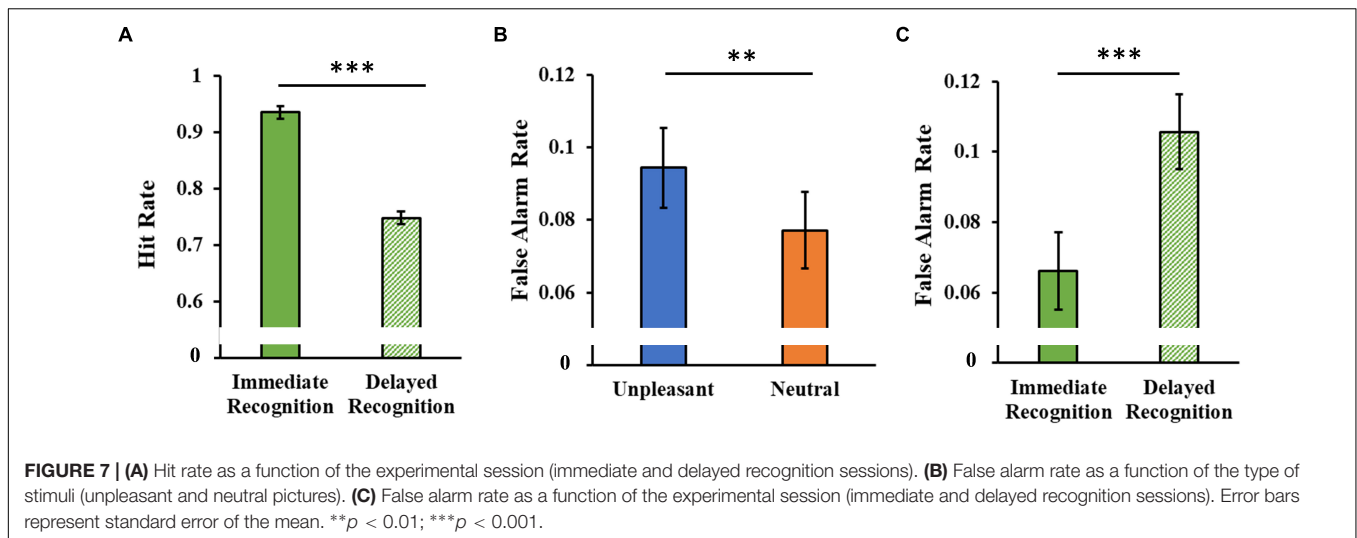 A
***
1
0.9
0.8
0.7
0.6
0
Hit Rate
Immediate Recognition
Delayed Recognition
B
**
0.12
0.1
0.08
0.06
0
False Alarm Rate
Unpleasant
Neutral
C
***
0.12
0.1
0.08
0.06
0
False Alarm Rate
Immediate Recognition
Delayed Recognition
FIGURE 7 | (A) Hit rate as a function of the experimental session (immediate and delayed recognition sessions). (B) False alarm rate as a function of the type of
stimuli (unpleasant and neutral pictures). (C) False alarm rate as a function of the experimental session (immediate and delayed recognition sessions). Error bars
represent standard error of the mean. **p < 0.01; ***p < 0.001.